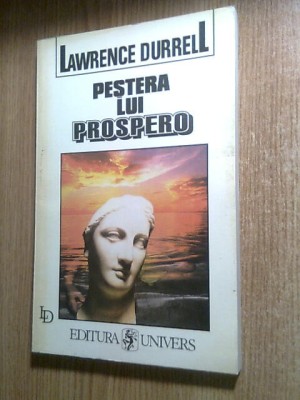 LAWRENCE DURRELL
PEȘTERA
LUI
PROSPERO
LD
EDITURA UNIVERS